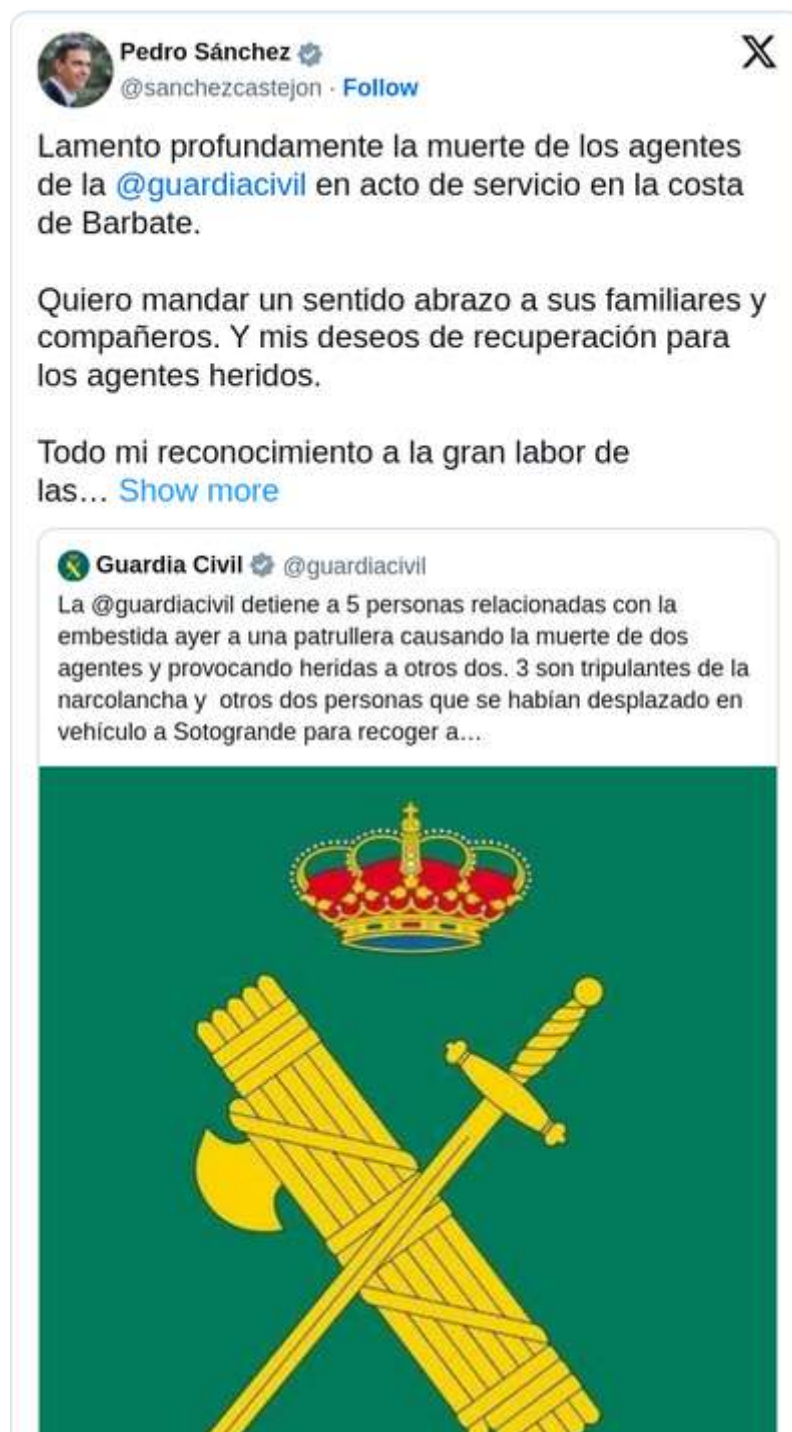 Pedro Sánchez
@sanchezcastejon · Follow
Lamento profundamente la muerte de los agentes
de la @guardiacivil en acto de servicio en la costa
de Barbate.
Quiero mandar un sentido abrazo a sus familiares y
compañeros. Y mis deseos de recuperación para
los agentes heridos.
Todo mi reconocimiento a la gran labor de
las… Show more
Guardia Civil @guardiacivil
La @guardiacivil detiene a 5 personas relacionadas con la
embestida ayer a una patrullera causando la muerte de dos
agentes y provocando heridas a otros dos. 3 son tripulantes de la
narcolancha y  otros dos personas que se habían desplazado en
vehículo a Sotogrande para recoger a…